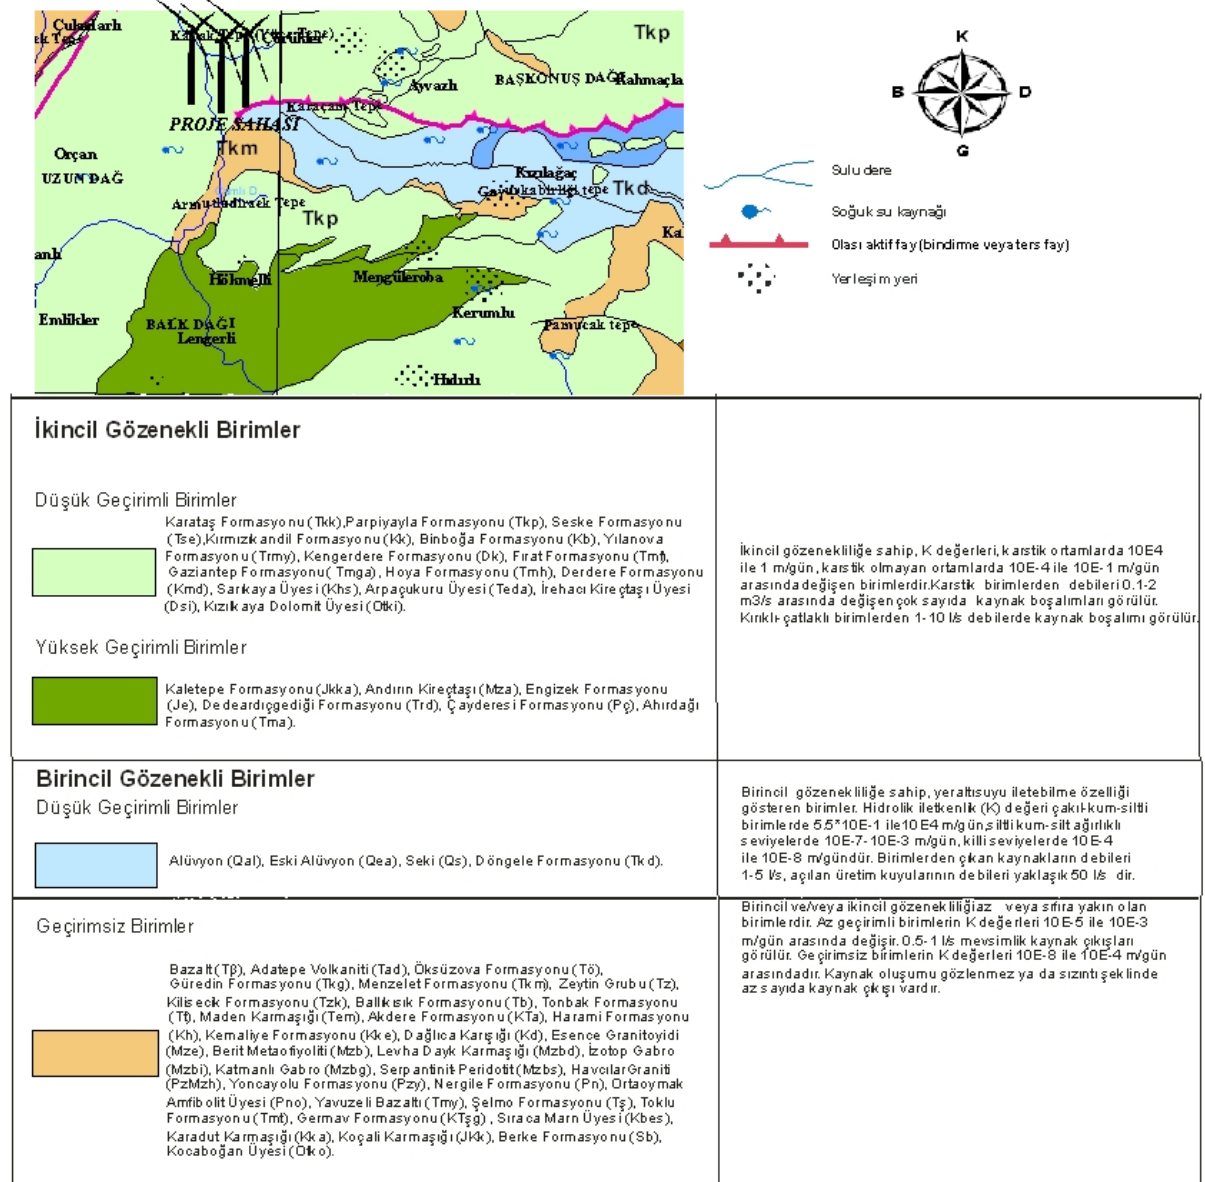 Tkp
Çürükler
Ayvazlı
BAŞKONUŞ DAĞI
Karaçam Tepe
PROJE SAHASI
Tkm
Orçan
UZUN DAĞ
Kızılağaç
Tkd
Armutludirsek Tepe
Tkp
Hökmelli
Mengüleroba
Emlikler
BALK DAĞI
Lengerli
Kerumlu
Pamucak tepe
Hıdırlı
K
B
D
G
Sulu dere
Soğuk su kaynağı
Olası aktif fay(bindirme veya ters fay)
Yerleşim yeri
İkincil Gözenekli Birimler
Düşük Geçirimli Birimler
Karataş Formasyonu (Tkk),Parpiyayla Formasyonu (Tkp), Seske Formasyonu
(Tse),Kırmızıkandil Formasyonu (Kk), Binboğa Formasyonu (Kb), Yılanova
Formasyonu (Trmy), Kengerdere Formasyonu (Dk), Fırat Formasyonu (Tmf),
Gaziantep Formasyonu( Tmga), Hoya Formasyonu (Tmh), Derdere Formasyonu
(Kmd), Sarıkaya Üyesi (Khs), Arpaçukuru Üyesi (Teda), İrehacı Kireçtaşı Üyesi
(Dsi), Kızılkaya Dolomit Üyesi (Otki).
İkincil gözenekliliğe sahip, K değerleri, karstik ortamlarda 10E4
ile 1 m/gün, karstik olmayan ortamlarda 10E-4 ile 10E-1 m/gün
arasında değişen birimlerdir.Karstik birimlerden debileri 0.1-2
m3/s arasında değişen çok sayıda kaynak boşalımları görülür.
Kırıklı-çatlaklı birimlerden 1-10 l/s debilerde kaynak boşalımı görülür.
Yüksek Geçirimli Birimler
Kaletepe Formasyonu (Jkka), Andırın Kireçtaşı (Mza), Engizek Formasyonu
(Je), Dedeardıçgediği Formasyonu (Trd), Çayderesi Formasyonu (Pç), Ahırdağı
Formasyonu (Tma).
Birincil Gözenekli Birimler
Düşük Geçirimli Birimler
Alüvyon (Qal), Eski Alüvyon (Qea), Seki (Qs), Döngele Formasyonu (Tkd).
Birincil gözenekliliğe sahip, yeraltısuyu iletebilme özelliği
gösteren birimler. Hidrolik iletkenlik (K) değeri çakıl-kum-siltli
birimlerde 5.5*10E-1 ile10E4 m/gün,siltli kum-silt ağırlıklı
seviyelerde 10E-7-10E-3 m/gün, killi seviyelerde 10E-4
ile 10E-8 m/gündür. Birimlerden çıkan kaynakların debileri
1-5 l/s, açılan üretim kuyularının debileri yaklaşık 50 l/s dir.
Geçirimsiz Birimler
Bazalt(Tβ), Adatepe Volkaniti (Tad), Öksüzova Formasyonu (Tö),
Güredin Formasyonu (Tkg), Menzelet Formasyonu (Tkm), Zeytin Grubu (Tz),
Kilisecik Formasyonu (Tzk), Ballıkısık Formasyonu (Tb), Tonbak Formasyonu
(Tt), Maden Karmaşığı (Tem), Akdere Formasyonu (KTa), Harami Formasyonu
(Kh), Kemaliye Formasyonu (Kke), Dağlıca Karışığı (Kd), Esence Granitoyidi
(Mze), Berit Metaofiyoliti (Mzb), Levha Dayk Karmaşığı (Mzbd), İzotop Gabro
(Mzbi), Katmanlı Gabro (Mzbg), Serpantinit-Peridotit (Mzbs), Havcılar Graniti
(PzMzh), Yoncayolu Formasyonu (Pzy), Nergile Formasyonu (Pn), Ortaoymak
Amfibolit Üyesi (Pno), Yavuzeli Bazaltı (Tmy), Şelmo Formasyonu (Tş), Toklu
Formasyonu (Tmt), Germav Formasyonu (KTşg), Sıraca Marn Üyesi (Kbes),
Karadut Karmaşığı (Kka), Koçali Karmaşığı (JKk), Berke Formasyonu (Sb),
Kocaboğan Üyesi (Otko).
Birincil ve/veya ikincil gözenekliliği az veya sıfıra yakın olan
birimlerdir. Az geçirimli birimlerin K değerleri 10E-5 ile 10E-3
m/gün arasında değişir. 0.5-1 l/s mevsimlik kaynak çıkışları
görülür. Geçirimsiz birimlerin K değerleri 10E-8 ile 10E-4 m/gün
arasındadır. Kaynak oluşumu gözlenmez ya da sızıntı şeklinde
az sayıda kaynak çıkışı vardır.